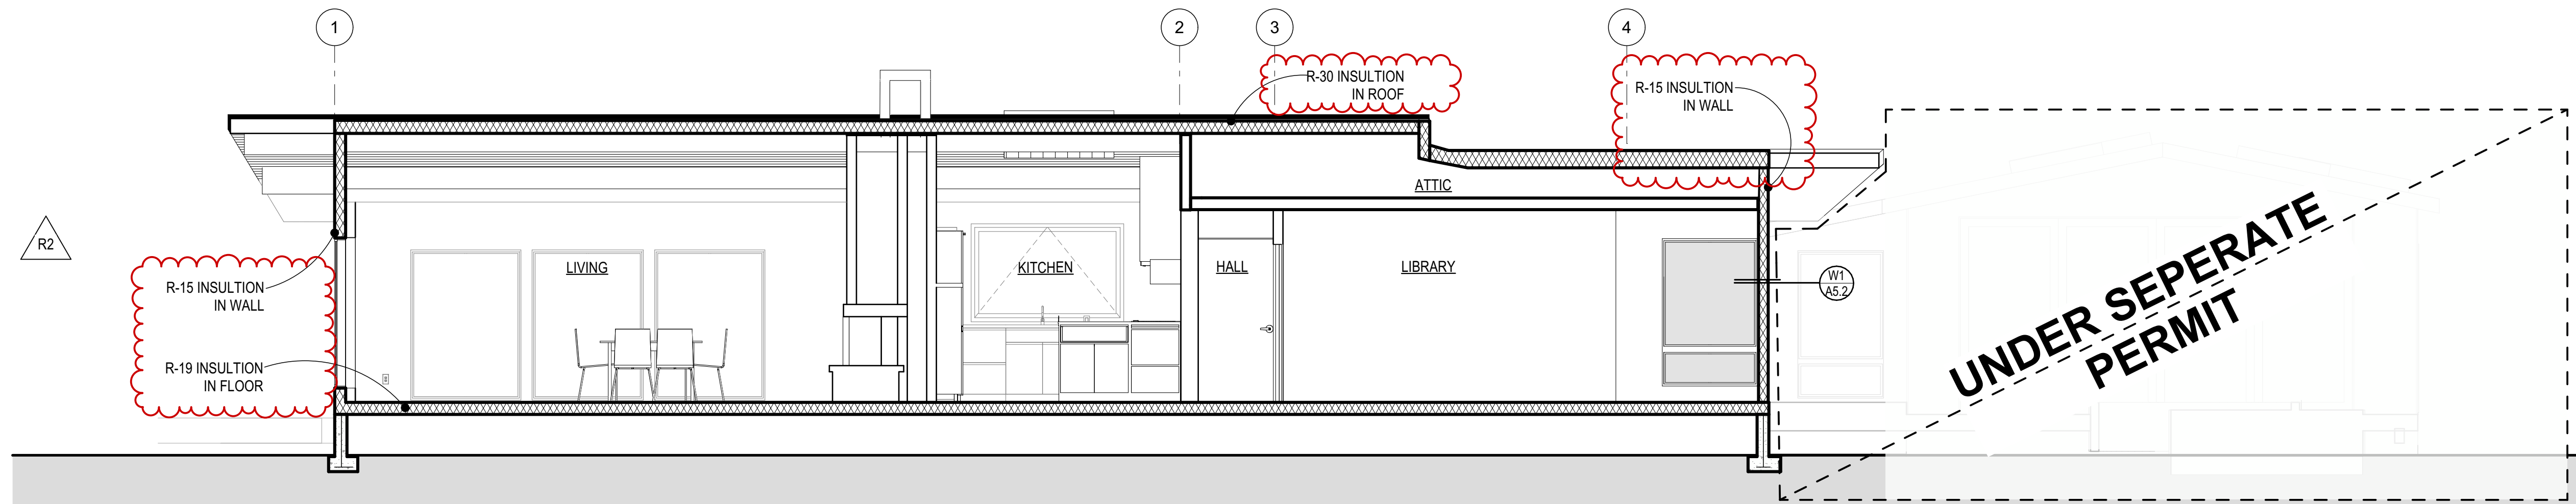 1
2
3
4
R-30 INSULTION
IN ROOF
R-15 INSULTION
IN WALL
ATTIC
R2
LIVING
KITCHEN
HALL
LIBRARY
W1
A5.2
R-15 INSULTION
IN WALL
R-19 INSULTION
IN FLOOR
UNDER SEPERATE
PERMIT